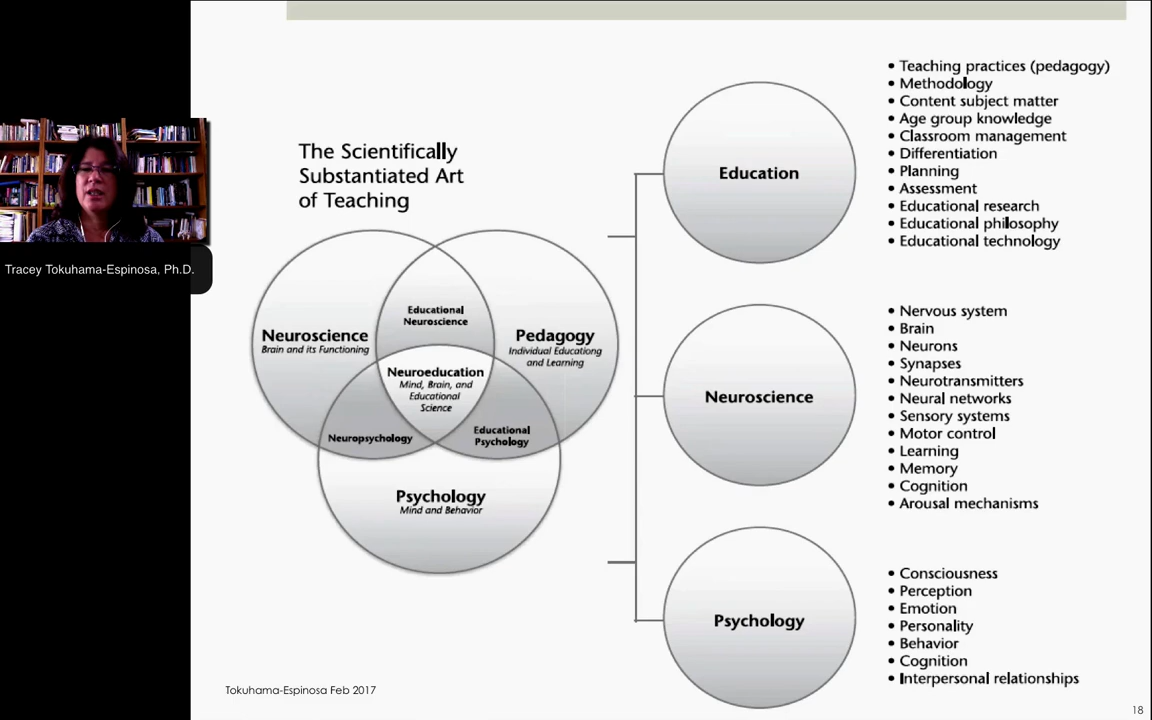 Tracey Tokuhama-Espinosa, Ph.D.
The Scientifically
Substantiated Art
of Teaching
Neuroscience
Brain and its Functioning
Educational
Neuroscience
Pedagogy
Individual Educationg
and Learning
Neuroeducation
Mind, Brain, and
Educational
Science
Neuropsychology
Educational
Psychology
Psychology
Mind and Behavior
Education
• Teaching practices (pedagogy)
• Methodology
• Content subject matter
• Age group knowledge
• Classroom management
• Differentiation
• Planning
• Assessment
• Educational research
• Educational philosophy
• Educational technology
Neuroscience
• Nervous system
• Brain
• Neurons
• Synapses
• Neurotransmitters
• Neural networks
• Sensory systems
• Motor control
• Learning
• Memory
• Cognition
• Arousal mechanisms
Psychology
• Consciousness
• Perception
• Emotion
• Personality
• Behavior
• Cognition
• Interpersonal relationships
Tokuhama-Espinosa Feb 2017
18